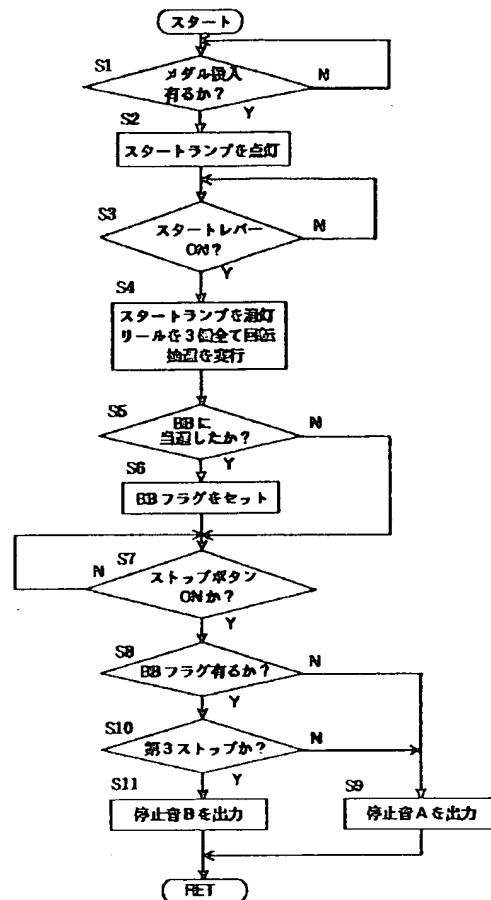 スタート
S1
メダル投入
有るか?
N
Y
S2
スタートランプを点灯
S3
スタートレバー
ON?
N
Y
S4
スタートランプを消灯
リールを3個全て回転
抽選を実行
S5
BBに
当選したか?
N
Y
S6
BBフラグをセット
S7
N
ストップボタン
ONか?
Y
S8
BBフラグ有るか?
N
Y
S10
第3ストップか?
N
Y
S11
停止音Bを出力
S9
停止音Aを出力
RET